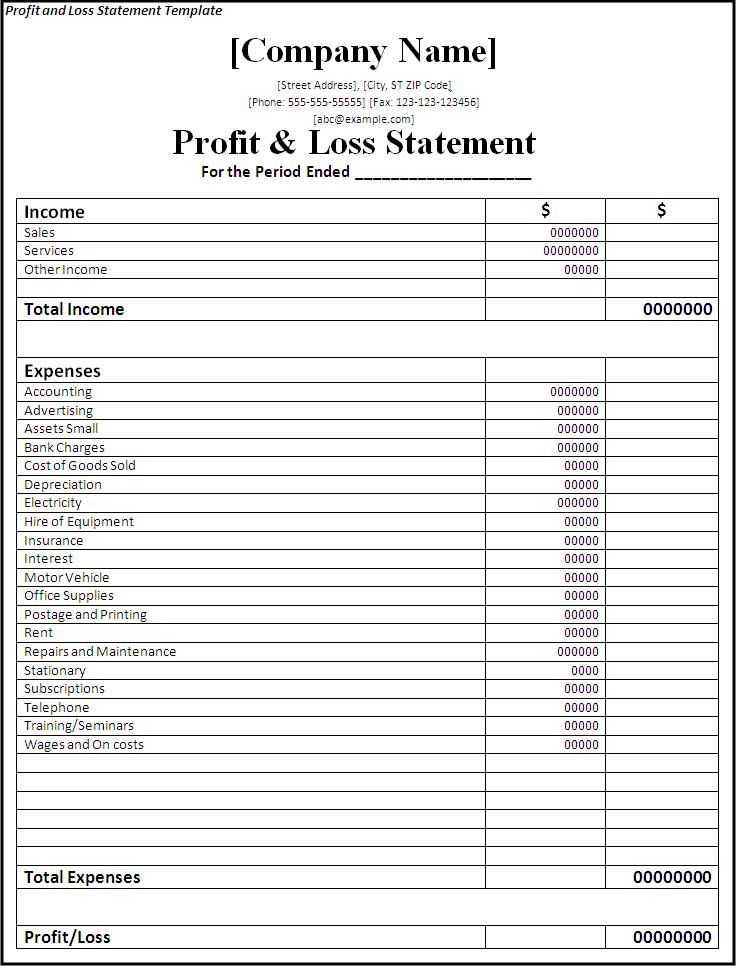 Profit and Loss Statement Template
[Company Name]
[Street Address], [City, ST ZIP Code]
[Phone: 555-555-55555] [Fax: 123-123-123456]
[abc@example.com]
Profit & Loss Statement
For the Period Ended ____________________
Income $ $
Sales 0000000
Services 00000000
Other Income 00000
Total Income 0000000
Expenses
Accounting 0000000
Advertising 000000
Assets Small 000000
Bank Charges 000000
Cost of Goods Sold 00000
Depreciation 00000
Electricity 000000
Hire of Equipment 00000
Insurance 00000
Interest 00000
Motor Vehicle 00000
Office Supplies 00000
Postage and Printing 00000
Rent 00000
Repairs and Maintenance 000000
Stationary 0000
Subscriptions 00000
Telephone 00000
Training/Seminars 0000
Wages and On costs 00000
Total Expenses 00000000
Profit/Loss 00000000